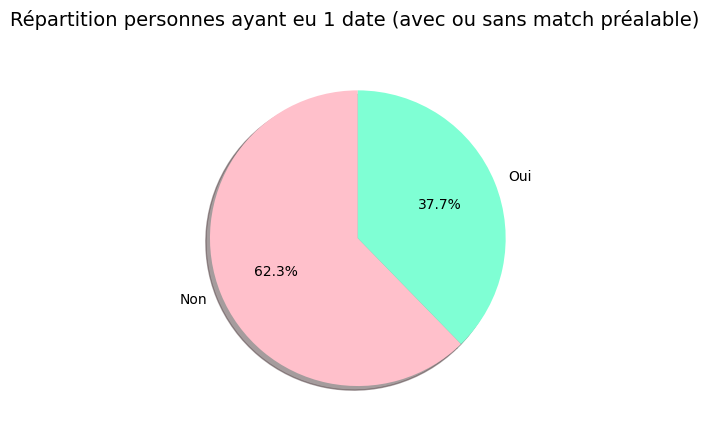 Répartition personnes ayant eu 1 date (avec ou sans match préalable)
Oui
37.7%
62.3%
Non